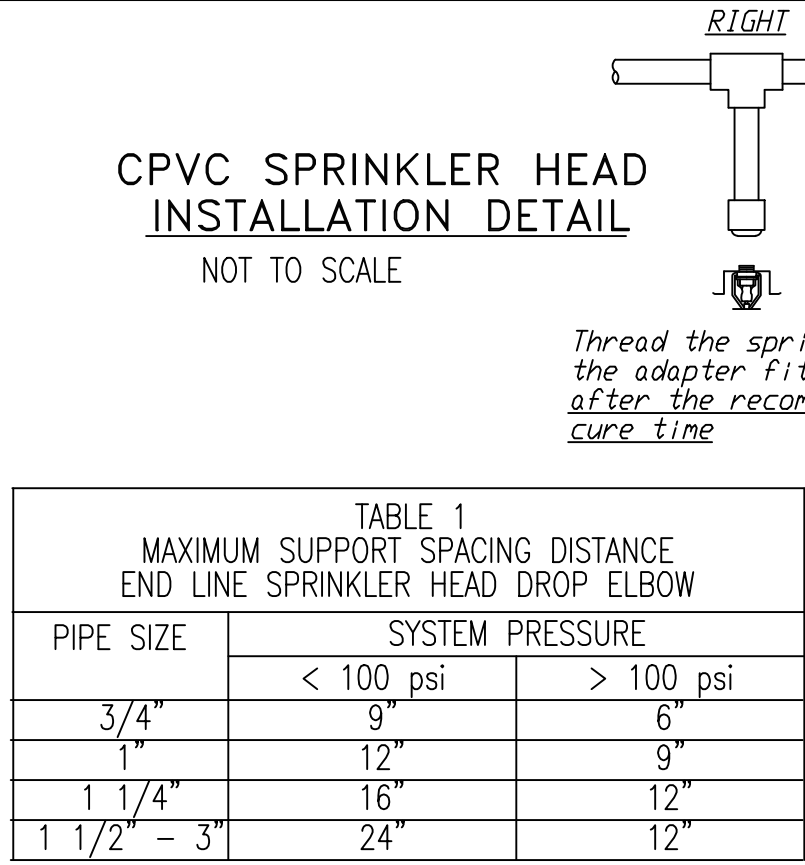 RIGHT
CPVC SPRINKLER HEAD
INSTALLATION DETAIL
NOT TO SCALE
Thread the spri
the adapter fit
after the recom
cure time
TABLE 1
MAXIMUM SUPPORT SPACING DISTANCE
END LINE SPRINKLER HEAD DROP ELBOW
PIPE SIZE SYSTEM PRESSURE
< 100 psi > 100 psi
3/4" 9" 6"
1" 12" 9"
1 1/4" 16" 12"
1 1/2" - 3" 24" 12"